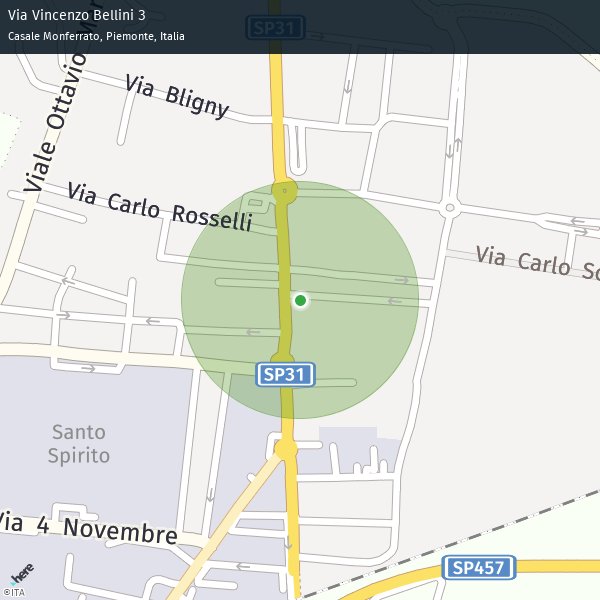 Via Vincenzo Bellini 3
Casale Monferrato, Piemonte, Italia
SP31
Via Bligny
Viale Ottavio
Via Carlo Rosselli
Via Carlo
SP31
Santo
Spirito
Via 4 Novembre
SP457
here
©ITA